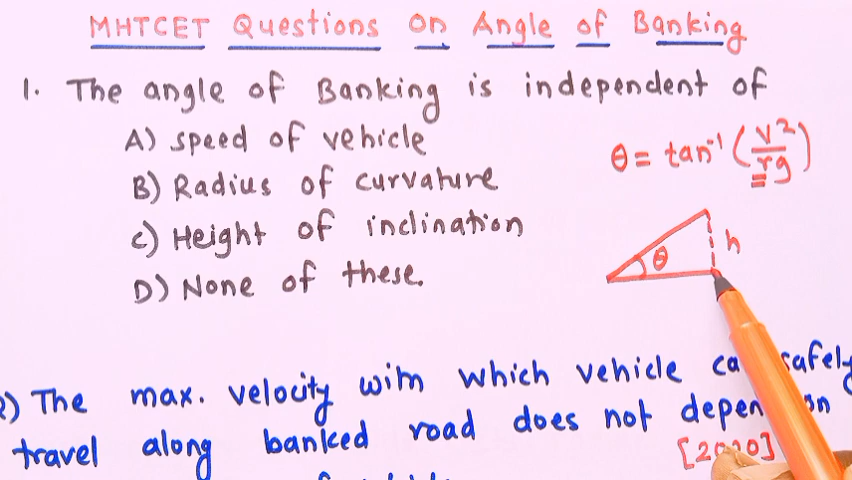 MHTCET Questions on Angle of Banking
1. The angle of Banking is independent of
A) speed of vehicle
B) Radius of curvature
C) Height of inclination
D) None of these.
θ = tan⁻¹ (v²/rg)
h
θ
2) The max. velocity with which vehicle can safely
travel along banked road does not depend on
[2020]